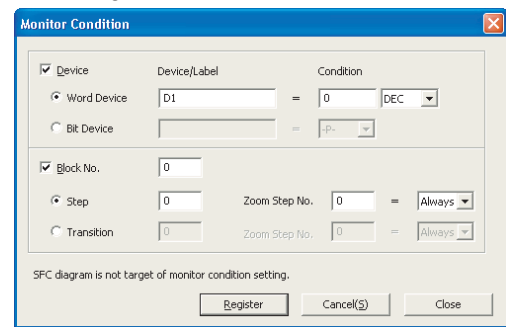 Monitor Condition
Device Device/Label Condition
Word Device D1 = 0 DEC
Bit Device = -P-
Block No. 0
Step 0 Zoom Step No. 0 = Always
Transition 0 Zoom Step No. 0 = Always
SFC diagram is not target of monitor condition setting.
Register Cancel(S) Close